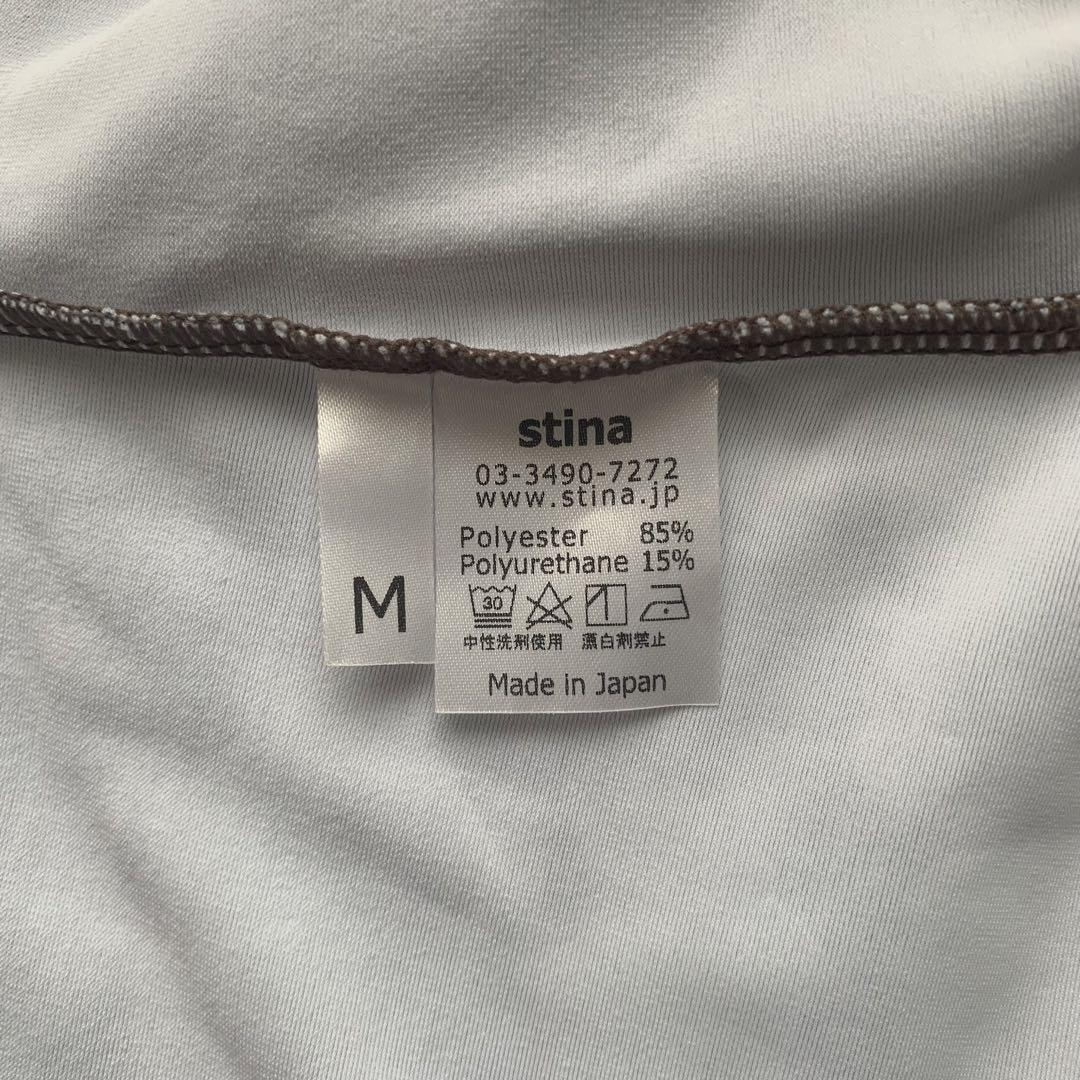 M
stina
03-3490-7272
www.stina.jp
Polyester 85%
Polyurethane 15%
30
中性洗剤使用 漂白剤禁止
Made in Japan